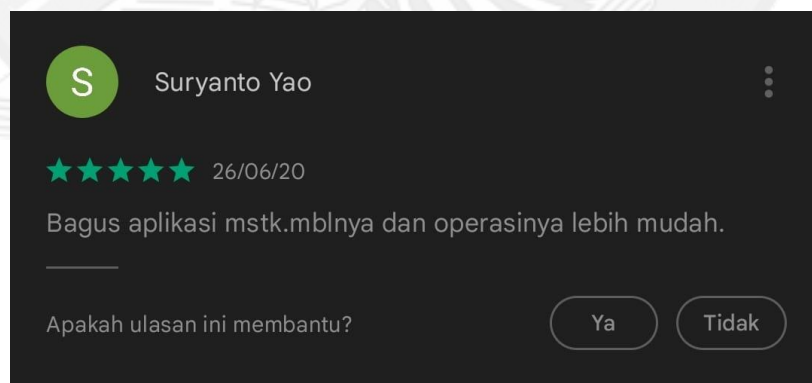 S
Suryanto Yao
26/06/20
Bagus aplikasi mstk.mblnya dan operasinya lebih mudah.
Apakah ulasan ini membantu?
Ya
Tidak